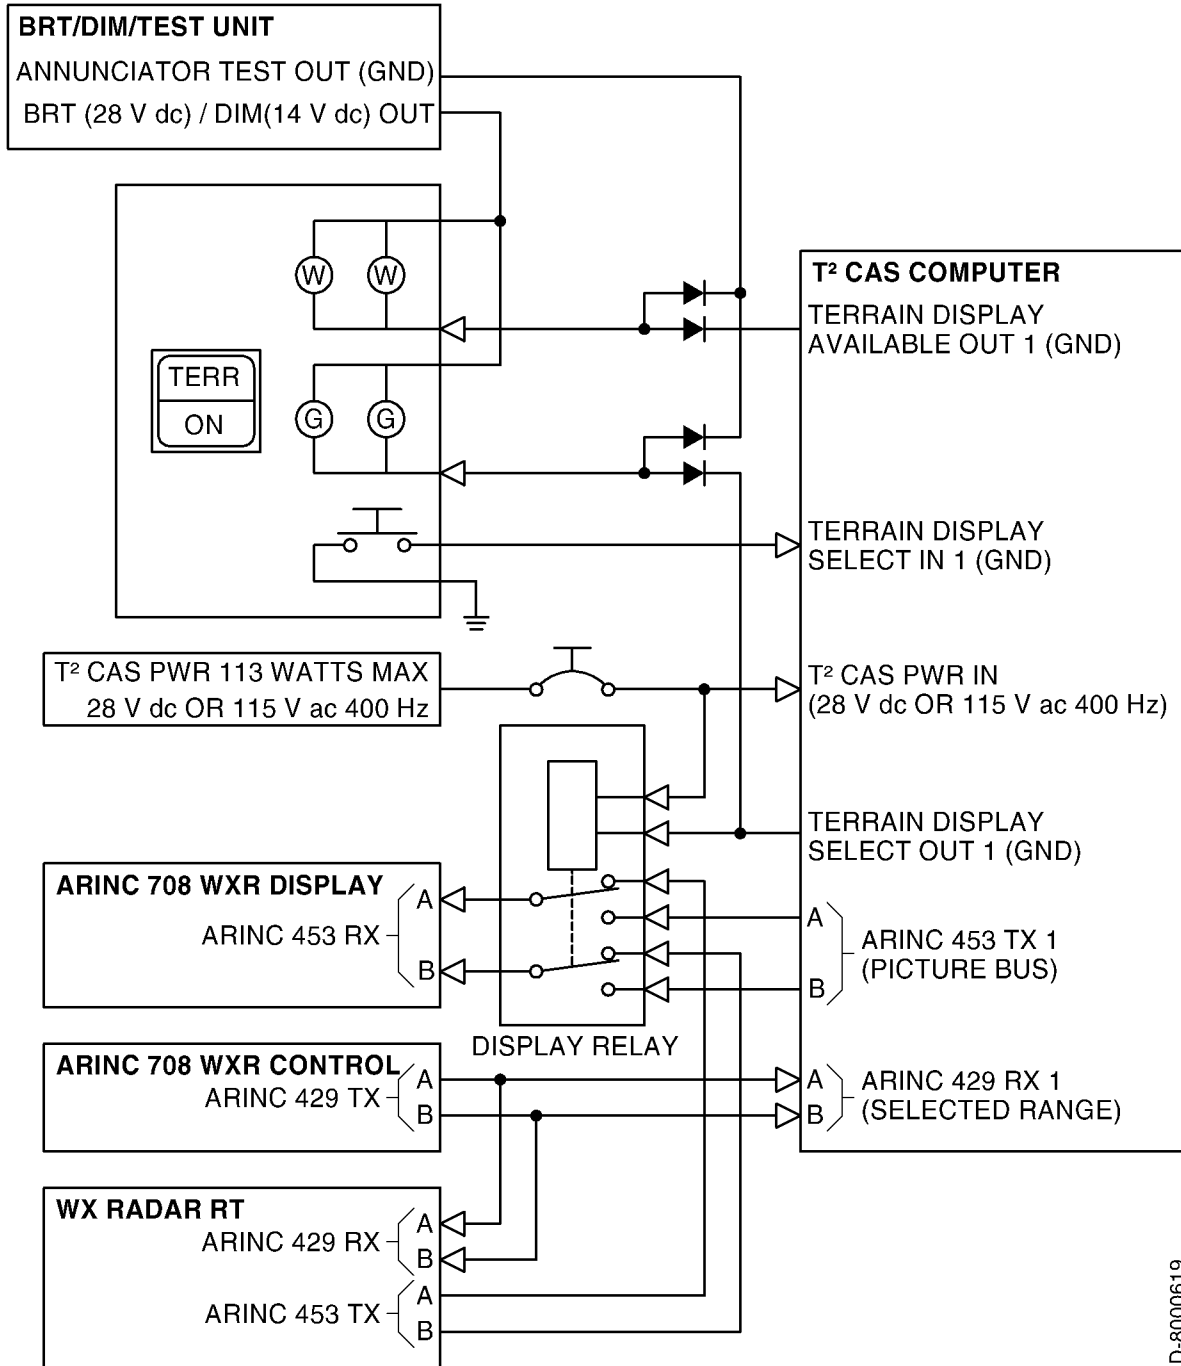 BRT/DIM/TEST UNIT
ANNUNCIATOR TEST OUT (GND)
BRT (28 V dc) / DIM(14 V dc) OUT
W
W
T² CAS COMPUTER
TERRAIN DISPLAY
AVAILABLE OUT 1 (GND)
TERR
ON
G
G
TERRAIN DISPLAY
SELECT IN 1 (GND)
T² CAS PWR 113 WATTS MAX
28 V dc OR 115 V ac 400 Hz
T² CAS PWR IN
(28 V dc OR 115 V ac 400 Hz)
TERRAIN DISPLAY
SELECT OUT 1 (GND)
ARINC 708 WXR DISPLAY
ARINC 453 RX
A
B
A
B
ARINC 453 TX 1
(PICTURE BUS)
DISPLAY RELAY
ARINC 708 WXR CONTROL
ARINC 429 TX
A
B
A
B
ARINC 429 RX 1
(SELECTED RANGE)
WX RADAR RT
ARINC 429 RX
A
B
ARINC 453 TX
A
B
D-8000619